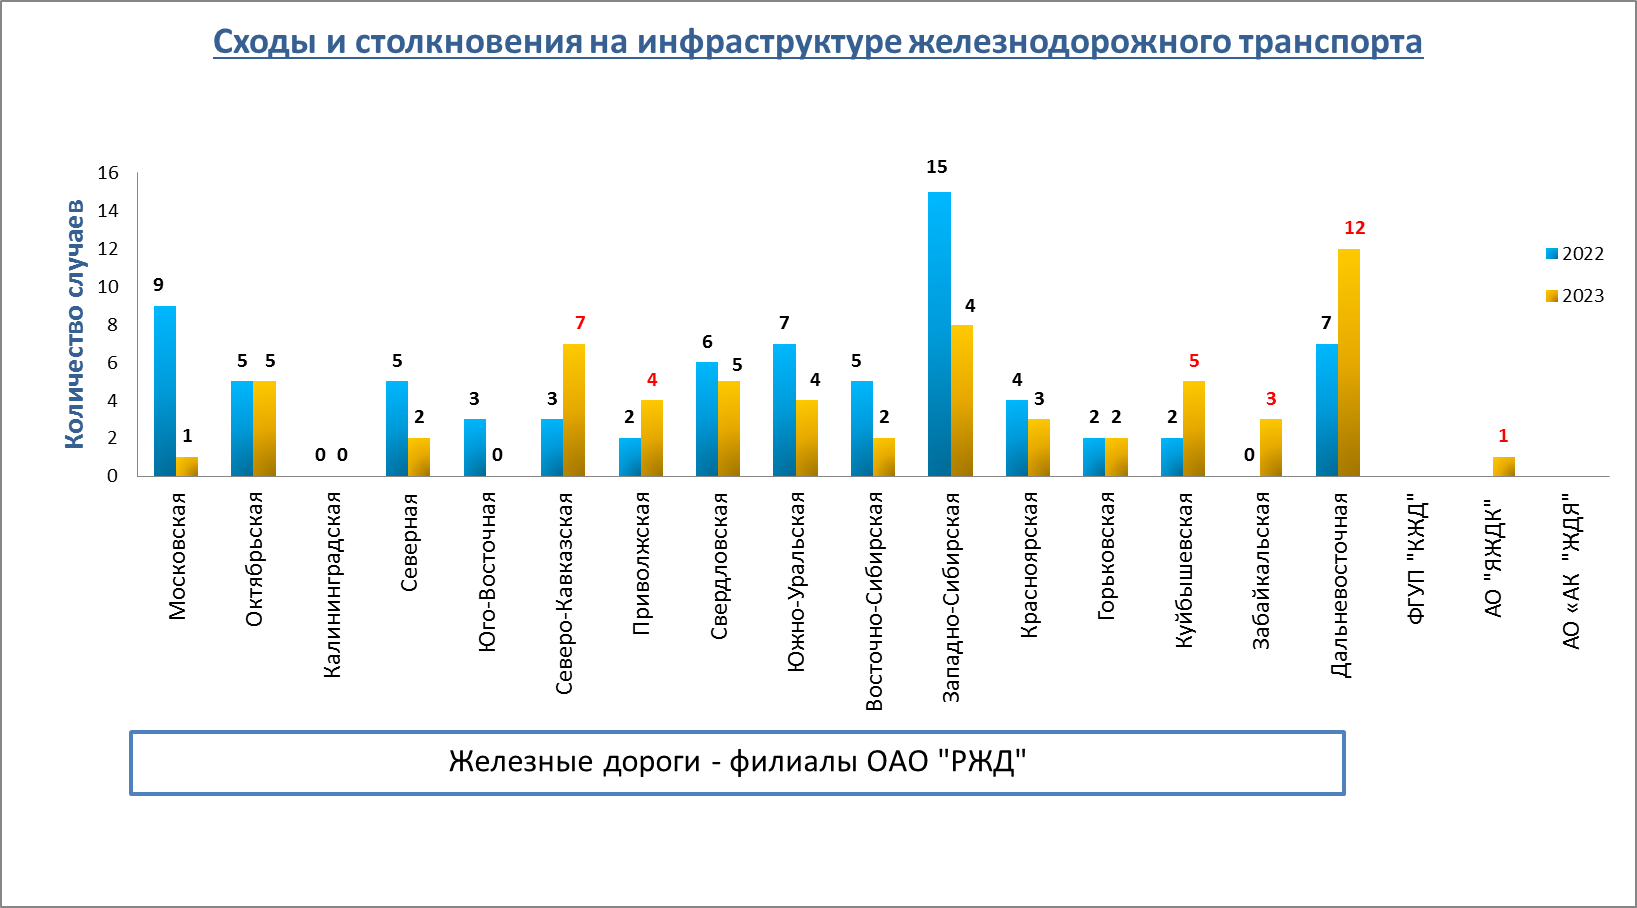 Сходы и столкновения на инфраструктуре железнодорожного транспорта
Количество случаев
16
14
12
10
8
6
4
2
0
9
1
5
5
0
0
5
2
3
0
3
7
2
4
6
5
7
4
5
2
15
4
4
3
2
2
2
5
0
3
7
12
1
2022
2023
Московская
Октябрьская
Калининградская
Северная
Юго-Восточная
Северо-Кавказская
Приволжская
Свердловская
Южно-Уральская
Восточно-Сибирская
Западно-Сибирская
Красноярская
Горьковская
Куйбышевская
Забайкальская
Дальневосточная
ФГУП "КЖД"
АО "ЯЖДК"
АО «АК "ЖДЯ"
Железные дороги - филиалы ОАО "РЖД"